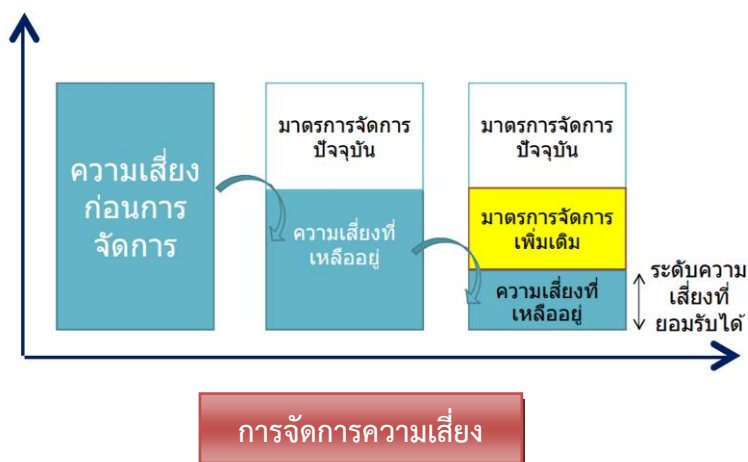 ความเสี่ยง
ก่อนการ
จัดการ
มาตรการจัดการ
ปัจจุบัน
ความเสี่ยงที่
เหลืออยู่
มาตรการจัดการ
ปัจจุบัน
มาตรการจัดการ
เพิ่มเติม
ความเสี่ยงที่
เหลืออยู่
ระดับความ
เสี่ยงที่
ยอมรับได้
การจัดการความเสี่ยง